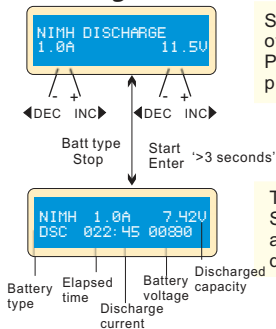 NIMH DISCHARGE
1.0A 11.5V
- + - +
DEC INC DEC INC
Batt type
Stop
Start
Enter '>3 seconds'
NIMH 1.0A 7.42V
DSC 022:45 00890
Battery
type
Elapsed
time
Discharge
current
Battery
voltage
Discharged
capacity